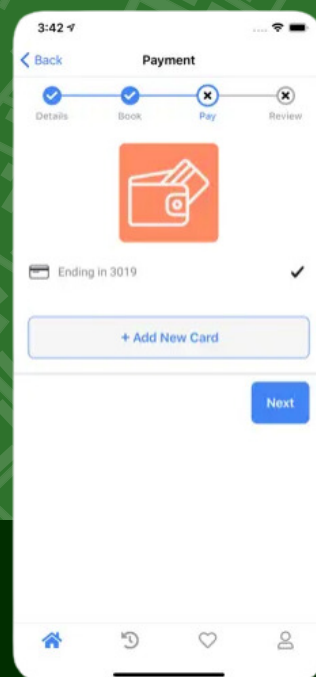 3:42
Back Payment
Details Book Pay Review
Ending in 3019
+ Add New Card
Next